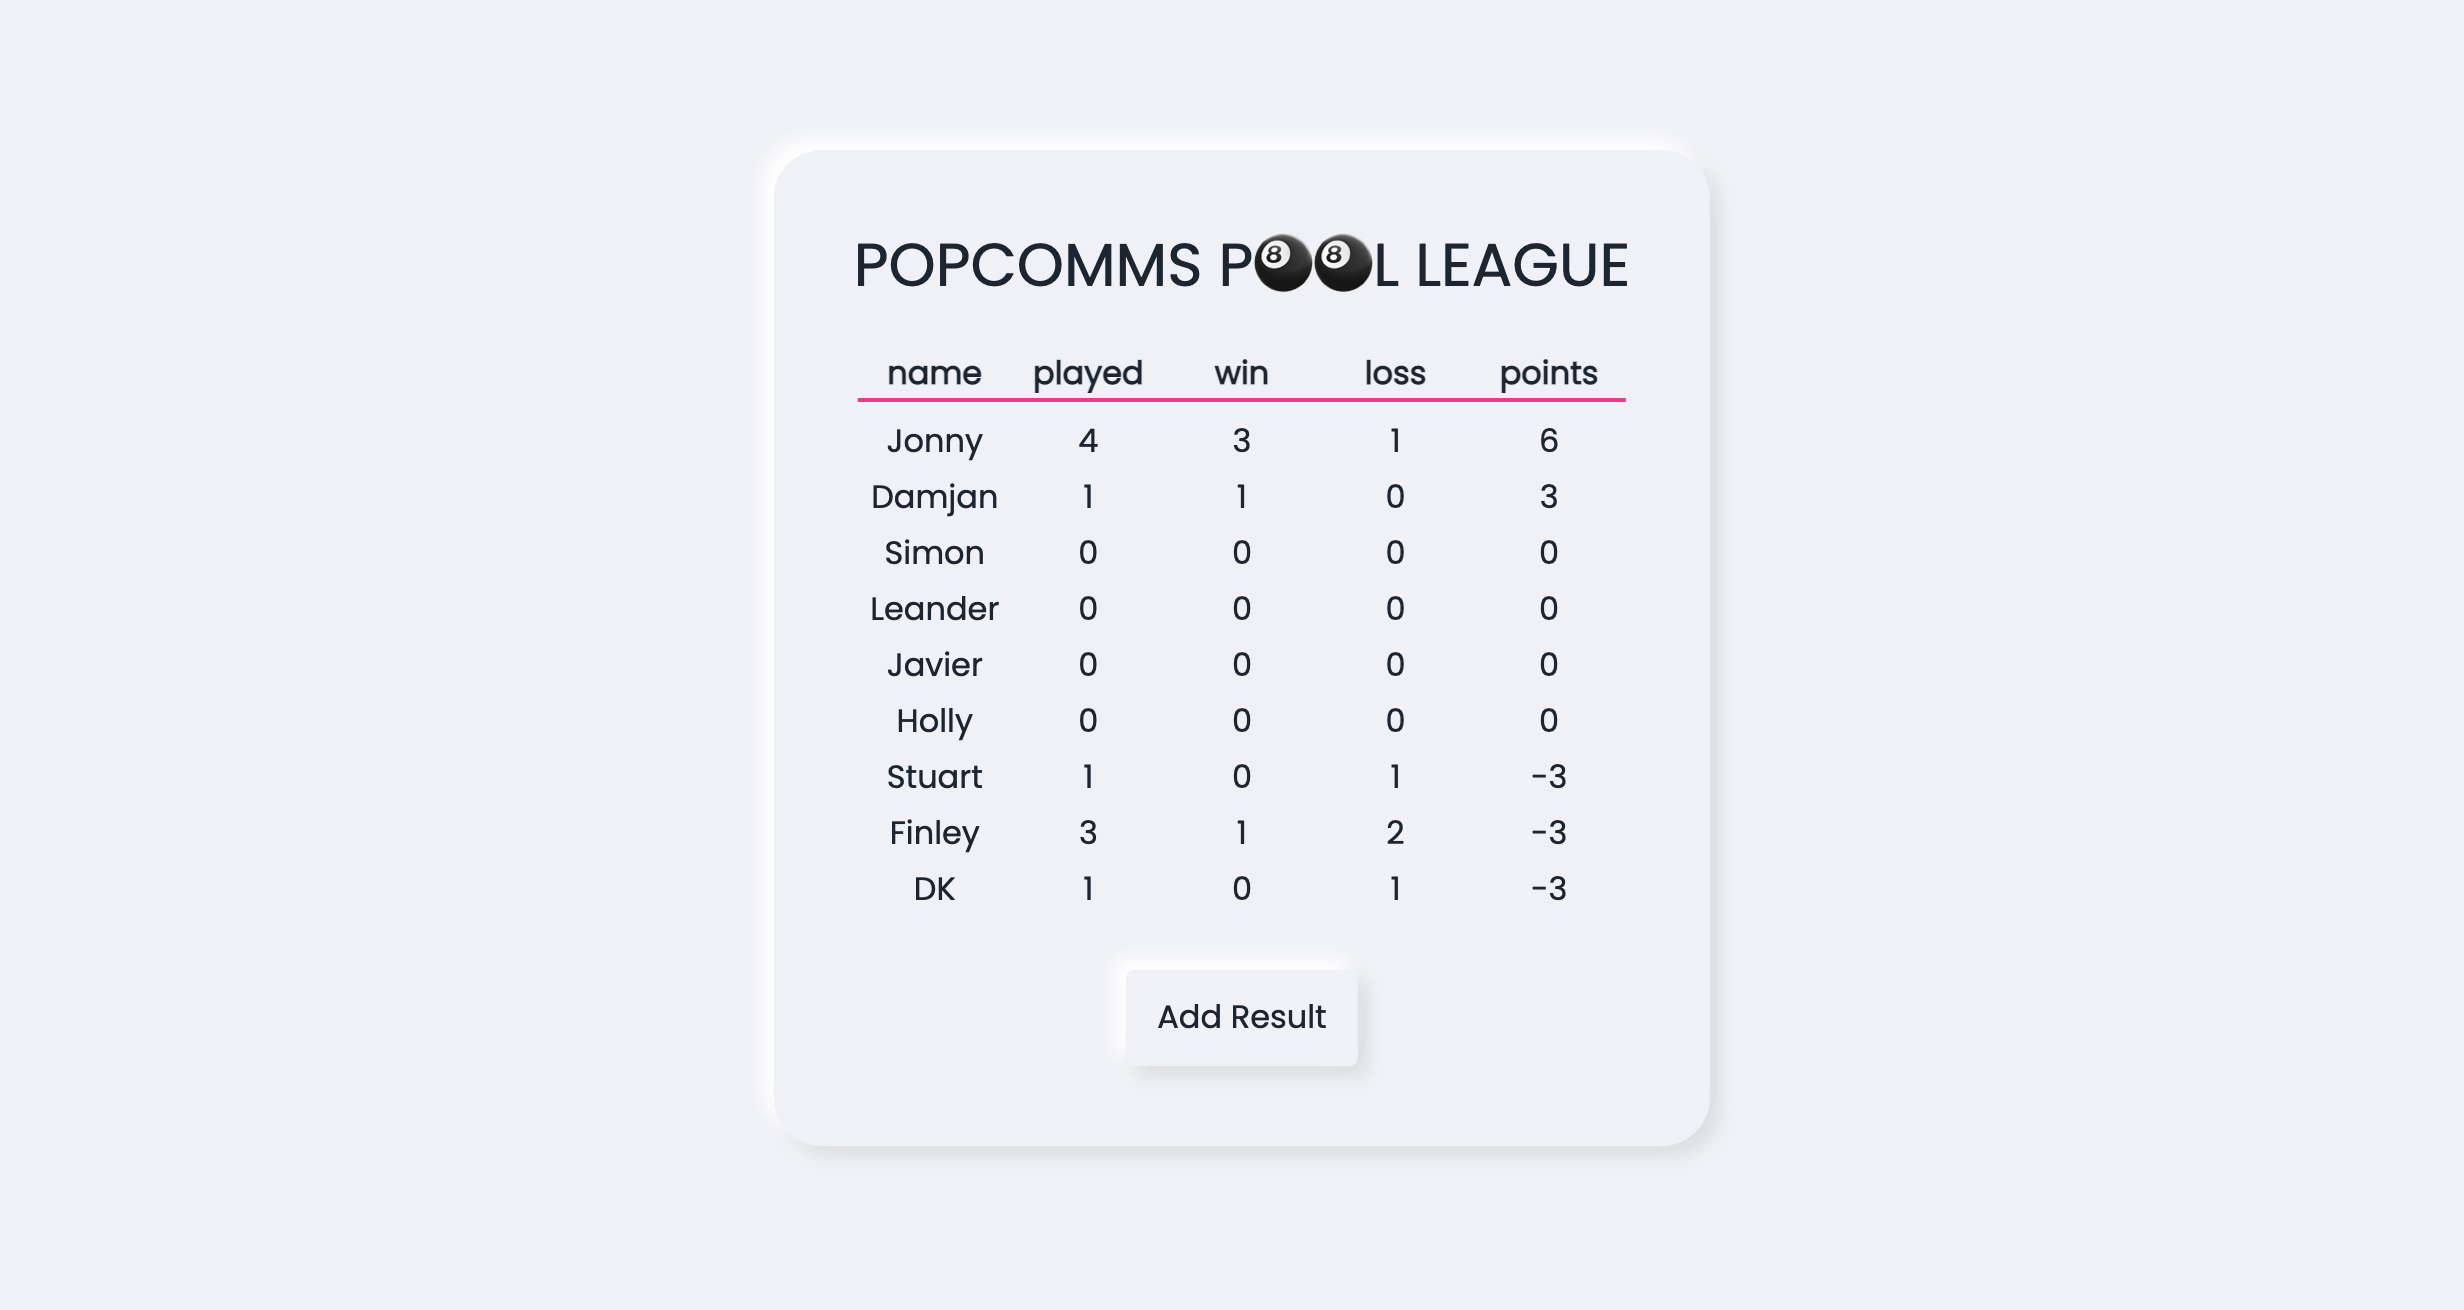 POPCOMMS P🎱🎱L LEAGUE
name played win loss points
Jonny 4 3 1 6
Damjan 1 1 0 3
Simon 0 0 0 0
Leander 0 0 0 0
Javier 0 0 0 0
Holly 0 0 0 0
Stuart 1 0 1 -3
Finley 3 1 2 -3
DK 1 0 1 -3
Add Result